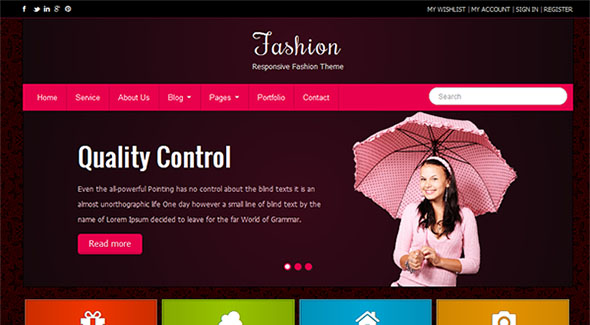 MY WISHLIST | MY ACCOUNT | SIGN IN | REGISTER
Fashion
Responsive Fashion Theme
Home Service About Us Blog Pages Portfolio Contact Search
Quality Control
Even the all-powerful Pointing has no control about the blind texts it is an
almost unorthographic life One day however a small line of blind text by the
name of Lorem Ipsum decided to leave for the far World of Grammar.
Read more